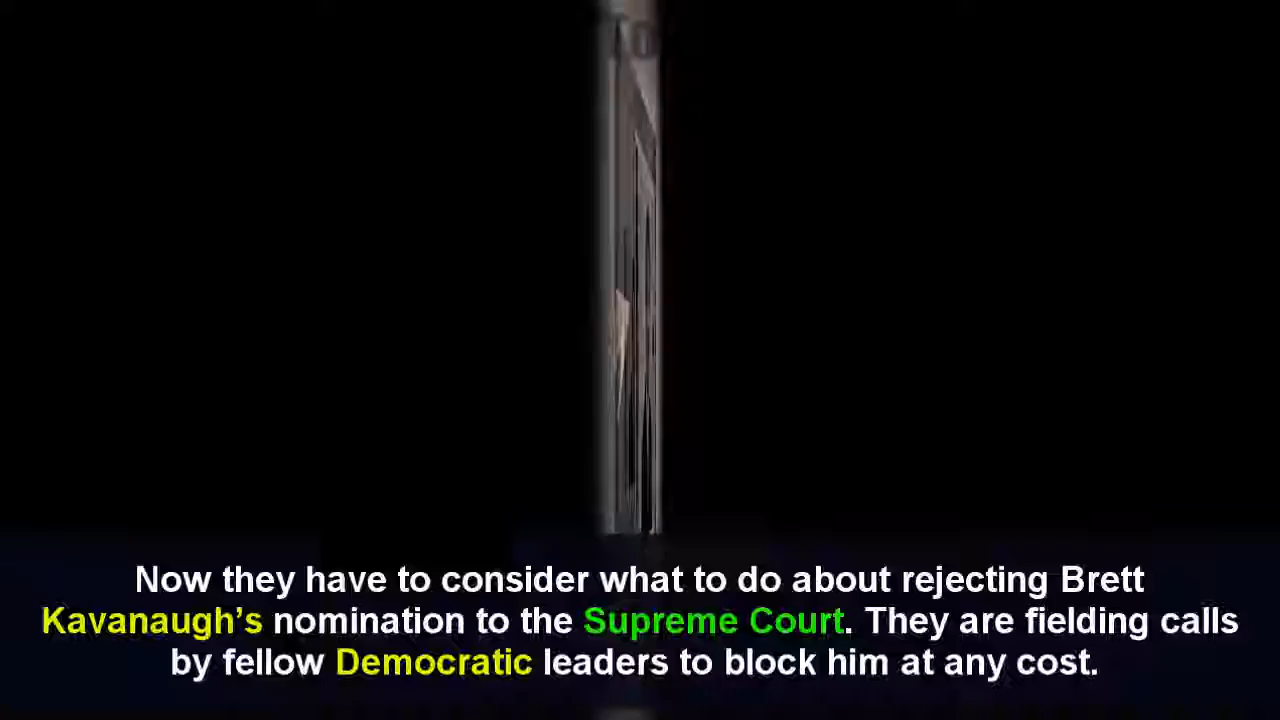 Now they have to consider what to do about rejecting Brett
Kavanaugh’s nomination to the Supreme Court. They are fielding calls
by fellow Democratic leaders to block him at any cost.